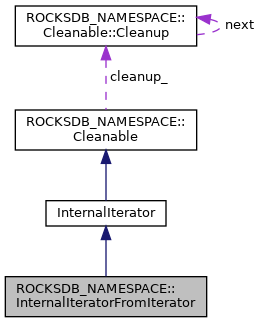 ROCKSDB_NAMESPACE::
Cleanable::Cleanup
next
cleanup_
ROCKSDB_NAMESPACE::
Cleanable
InternalIterator
ROCKSDB_NAMESPACE::
InternalIteratorFromIterator